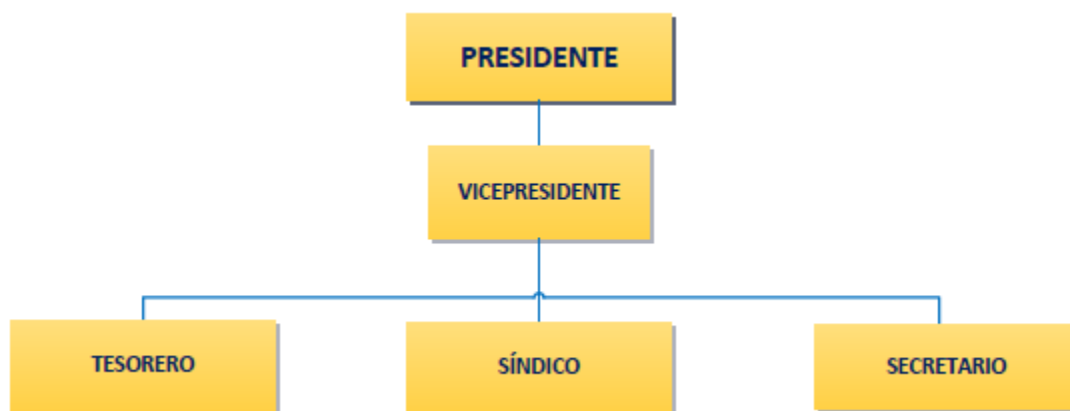 PRESIDENTE
VICEPRESIDENTE
TESORERO
SÍNDICO
SECRETARIO